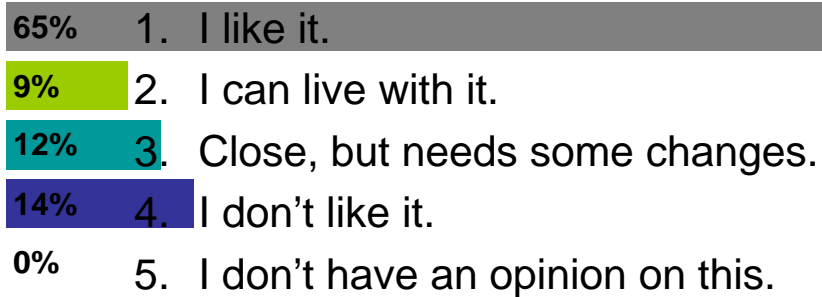 65% 1. I like it.
9% 2. I can live with it.
12% 3. Close, but needs some changes.
14% 4. I don’t like it.
0% 5. I don’t have an opinion on this.